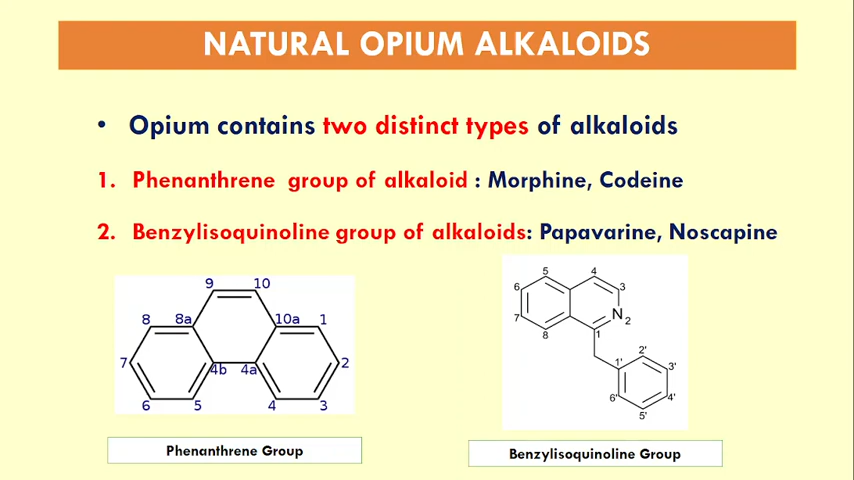 NATURAL OPIUM ALKALOIDS
• Opium contains two distinct types of alkaloids
1. Phenanthrene group of alkaloid : Morphine, Codeine
2. Benzylisoquinoline group of alkaloids: Papavarine, Noscapine
9 10
8 8a 10a 1
7 4b 4a 2
6 5 4 3
Phenanthrene Group
5 4
6 3
7 N 2
8 1
1' 2' 3'
6' 4'
5'
Benzylisoquinoline Group